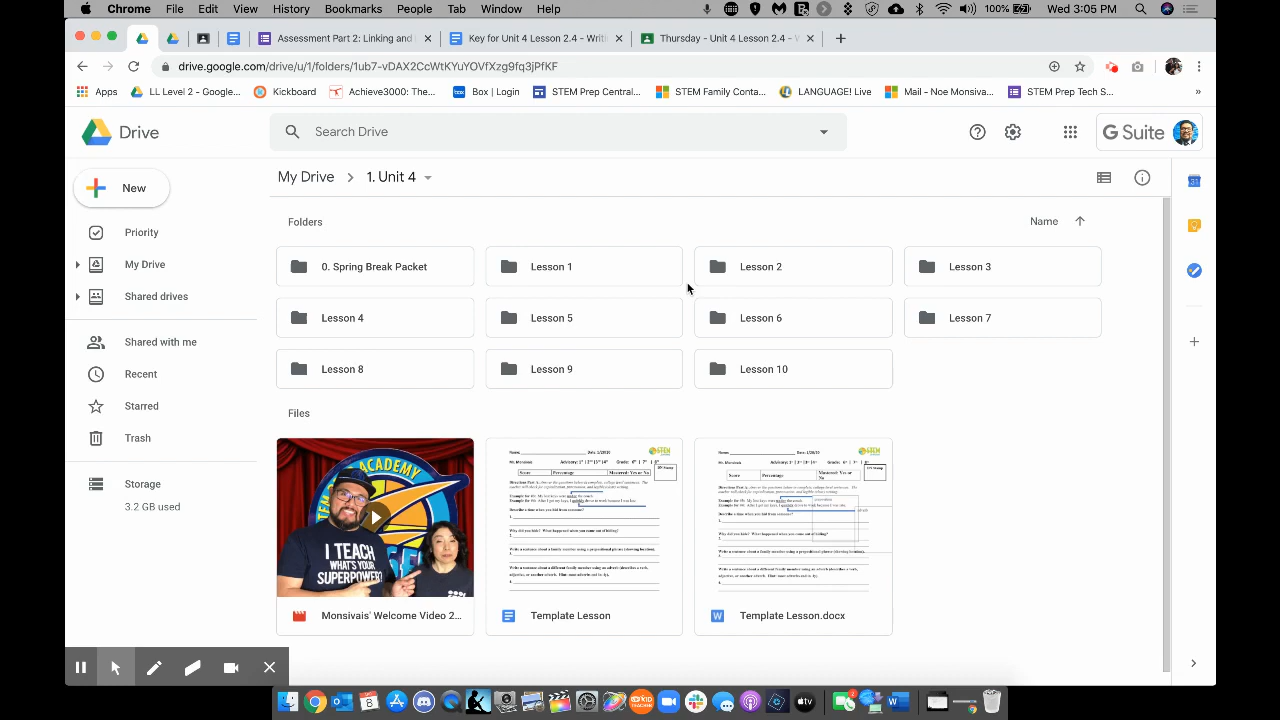 Chrome File Edit View History Bookmarks People Tab Window Help 100% Wed 3:05 PM
Assessment Part 2: Linking and Key for Unit 4 Lesson 2.4 - Writi Thursday - Unit 4 Lesson 2.4 - W
drive.google.com/drive/u/1/folders/1ub7-vDAX2CcWtKYuYOVfXzg9fq3jPfKF
Apps LL Level 2 - Google... Kickboard Achieve3000: The... Box | Login STEM Prep Central... STEM Family Conta... LANGUAGE! Live Mail - Noe Monsiva... STEM Prep Tech S... »
Drive Search Drive G Suite
New
My Drive > 1. Unit 4
Folders Name
Priority
My Drive
Shared drives
Shared with me
Recent
Starred
Trash
Storage
3.2 GB used
0. Spring Break Packet Lesson 1 Lesson 2 Lesson 3
Lesson 4 Lesson 5 Lesson 6 Lesson 7
Lesson 8 Lesson 9 Lesson 10
Files
ACADEMY
I TEACH
WHAT'S YOUR
SUPERPOWER?
Monsivais' Welcome Video 2... Template Lesson Template Lesson.docx